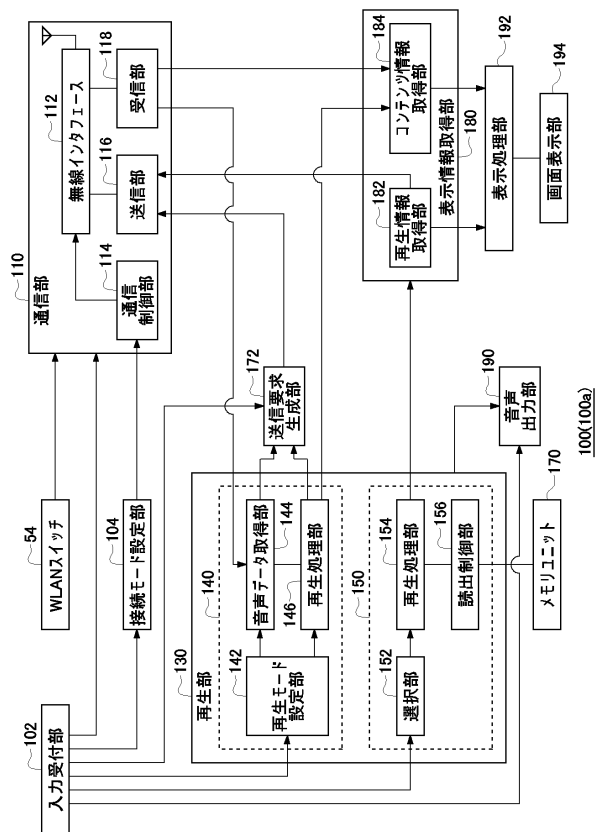 102
入力受付部
54
WLANスイッチ
104
接続モード設定部
110
通信部
112
無線インタフェース
114
通信
制御部
116
送信部
118
受信部
130
再生部
140
142
再生モード
設定部
144
音声データ取得部
146
再生処理部
150
152
選択部
154
再生処理部
156
読出制御部
170
メモリユニット
172
送信要求
生成部
180
表示情報取得部
182
再生情報
取得部
184
コンテンツ情報
取得部
190
音声
出力部
192
表示処理部
194
画面表示部
100(100a)